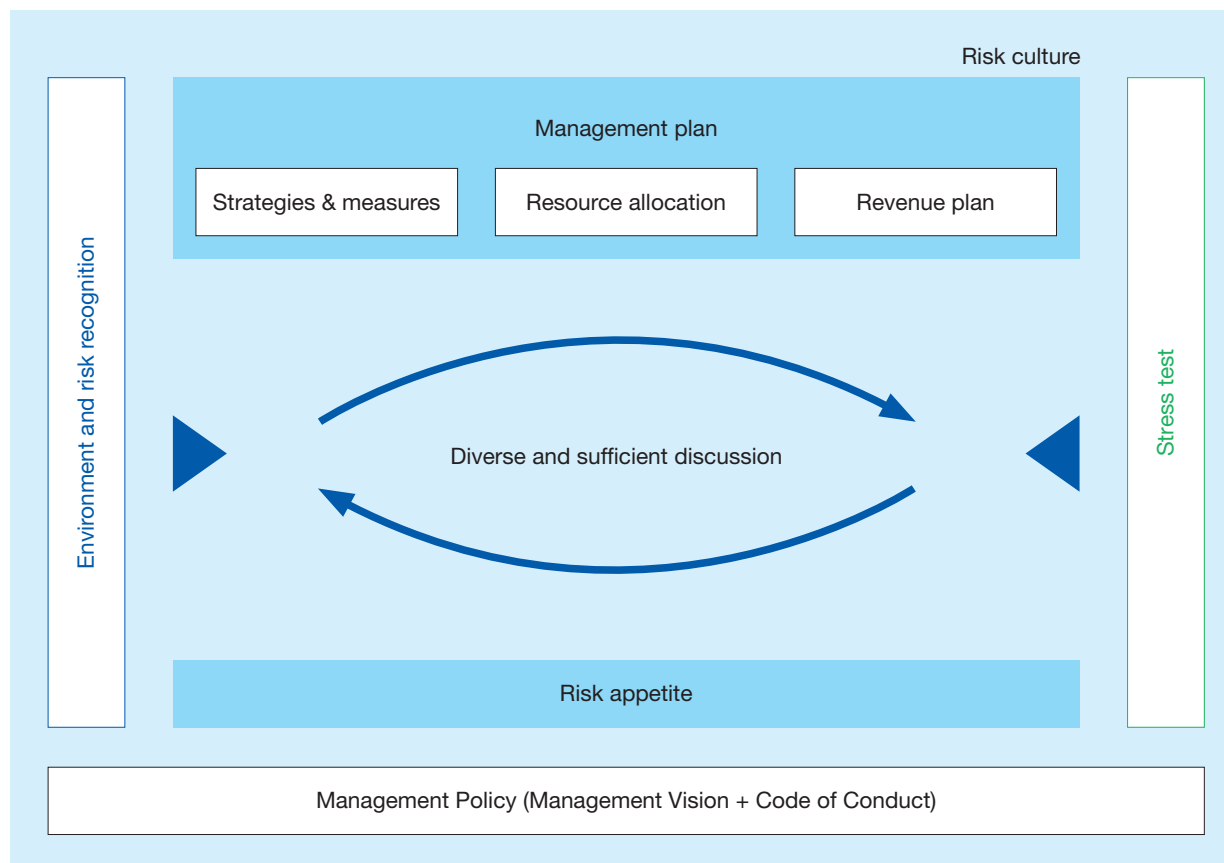 Risk culture
Management plan
Strategies & measures
Resource allocation
Revenue plan
Environment and risk recognition
Diverse and sufficient discussion
Stress test
Risk appetite
Management Policy (Management Vision + Code of Conduct)